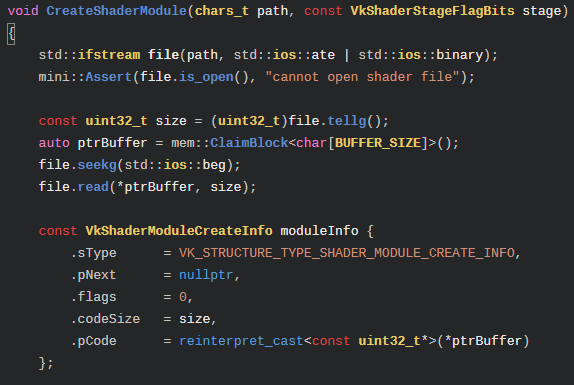 void CreateShaderModule(chars_t path, const VkShaderStageFlagBits stage)
{
    std::ifstream file(path, std::ios::ate | std::ios::binary);
    mini::Assert(file.is_open(), "cannot open shader file");

    const uint32_t size = (uint32_t)file.tellg();
    auto ptrBuffer = mem::ClaimBlock<char[BUFFER_SIZE]>();
    file.seekg(std::ios::beg);
    file.read(*ptrBuffer, size);

    const VkShaderModuleCreateInfo moduleInfo {
        .sType      = VK_STRUCTURE_TYPE_SHADER_MODULE_CREATE_INFO,
        .pNext      = nullptr,
        .flags      = 0,
        .codeSize   = size,
        .pCode      = reinterpret_cast<const uint32_t*>(*ptrBuffer)
    };